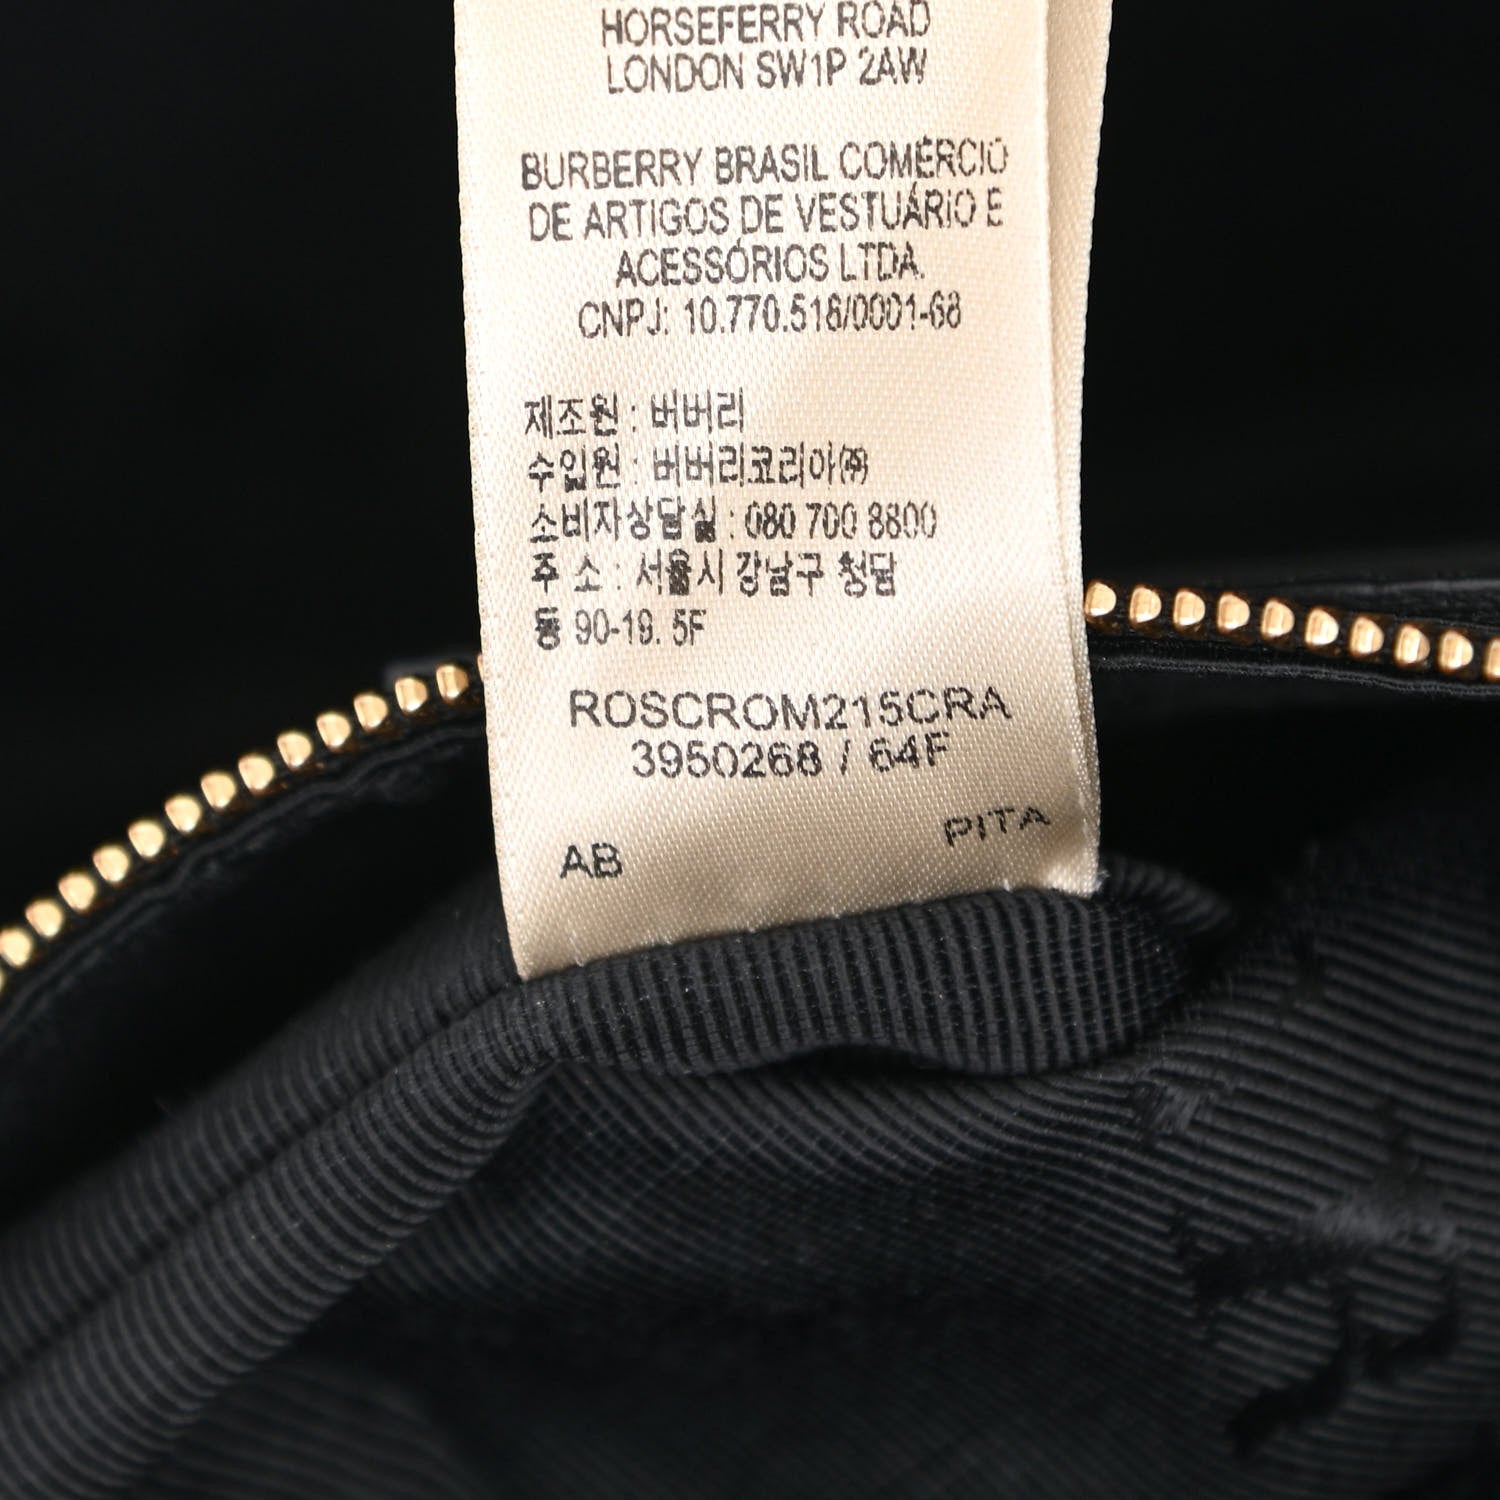 HORSEFERRY ROAD
LONDON SW1P 2AW
BURBERRY BRASIL COMÉRCIO
DE ARTIGOS DE VESTUÁRIO E
ACESSÓRIOS LTDA.
CNPJ: 10.770.518/0001-68
제조원 : 버버리
수입원 : 버버리코리아㈜
소비자상담실 : 080 700 8800
주 소 : 서울시 강남구 청담
동 90-19. 5F
ROSCROM215CRA
3950268 / 64F
AB
PITA